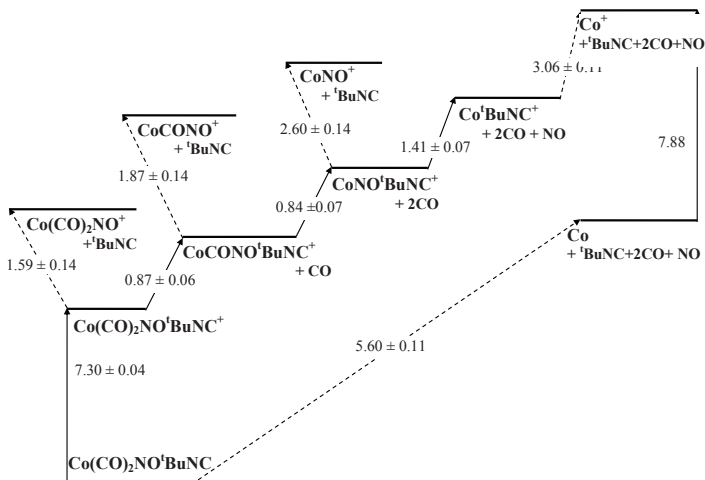 Co⁺
+ᵗBuNC+2CO+NO
3.06 ± 0.11
CoNO⁺
+ ᵗBuNC
CoᵗBuNC⁺
+ 2CO + NO
CoCONO⁺
+ ᵗBuNC
2.60 ± 0.14
1.41 ± 0.07
7.88
1.87 ± 0.14
CoNOᵗBuNC⁺
+ 2CO
0.84 ±0.07
Co(CO)₂NO⁺
+ᵗBuNC
CoCONOᵗBuNC⁺
+ CO
Co
+ ᵗBuNC+2CO+ NO
1.59 ± 0.14
0.87 ± 0.06
Co(CO)₂NOᵗBuNC⁺
5.60 ± 0.11
7.30 ± 0.04
Co(CO)₂NOᵗBuNC